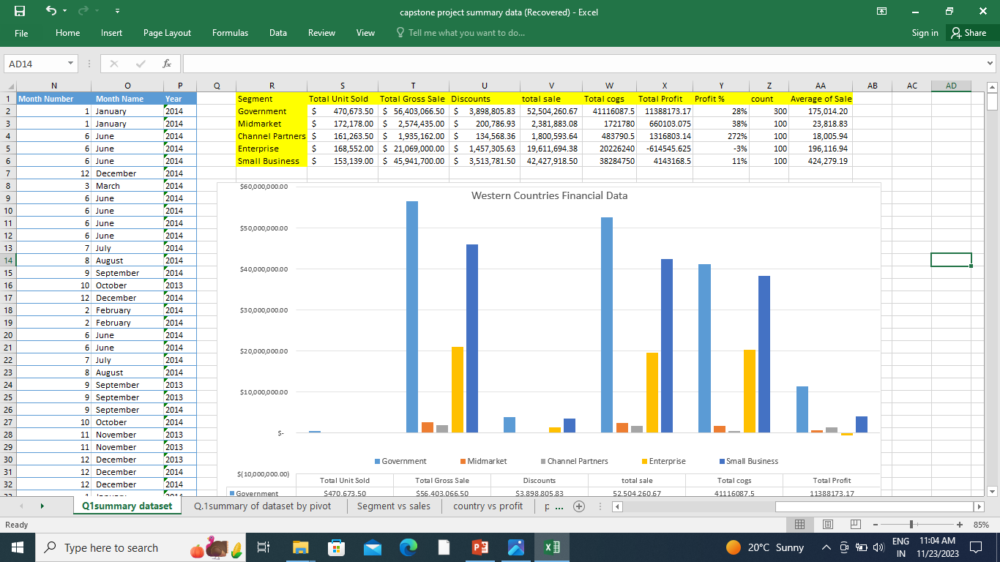 capstone project summary data (Recovered) - Excel
File Home Insert Page Layout Formulas Data Review View Tell me what you want to do... Sign in Share
AD14 fx
N O P Q R S T U V W X Y Z AA AB AC AD
1 Month Number Month Name Year Segment Total Unit Sold Total Gross Sale Discounts total sale Total cogs Total Profit Profit % count Average of Sale
2 1 January 2014 Government $ 470,673.50 $ 56,403,066.50 $ 3,898,805.83 52,504,260.67 41116087.5 11388173.17 28% 300 175,014.20
3 1 January 2014 Midmarket $ 172,178.00 $ 2,574,435.00 $ 200,786.93 2,381,883.08 1721780 660103.075 38% 100 23,818.83
4 6 June 2014 Channel Partners $ 161,263.50 $ 1,935,162.00 $ 134,568.36 1,800,593.64 483790.5 1316803.14 272% 100 18,005.94
5 6 June 2014 Enterprise $ 168,552.00 $ 21,069,000.00 $ 1,457,305.63 19,611,694.38 20226240 -614545.625 -3% 100 196,116.94
6 6 June 2014 Small Business $ 153,139.00 $ 45,941,700.00 $ 3,513,781.50 42,427,918.50 38284750 4143168.5 11% 100 424,279.19
7 12 December 2014
8 3 March 2014
9 6 June 2014
10 6 June 2014
11 6 June 2014
12 6 June 2014
13 7 July 2014
14 8 August 2014
15 9 September 2014
16 10 October 2013
17 12 December 2014
18 2 February 2014
19 2 February 2014
20 6 June 2014
21 6 June 2014
22 7 July 2014
23 8 August 2014
24 9 September 2013
25 9 September 2013
26 9 September 2014
27 10 October 2014
28 11 November 2013
29 11 November 2013
30 12 December 2013
31 12 December 2014
32 12 December 2014
Western Countries Financial Data
$60,000,000.00
$50,000,000.00
$40,000,000.00
$30,000,000.00
$20,000,000.00
$10,000,000.00
$-
$(10,000,000.00)
Government Midmarket Channel Partners Enterprise Small Business
Total Unit Sold Total Gross Sale Discounts total sale Total cogs Total Profit
Government $470,673.50 $56,403,066.50 $3,898,805.83 52,504,260.67 41116087.5 11388173.17
Q1summary dataset Q.1summary of dataset by pivot Segment vs sales country vs profit p ...
Ready 85%
Type here to search 20°C Sunny ENG IN 11:04 AM 11/23/2023